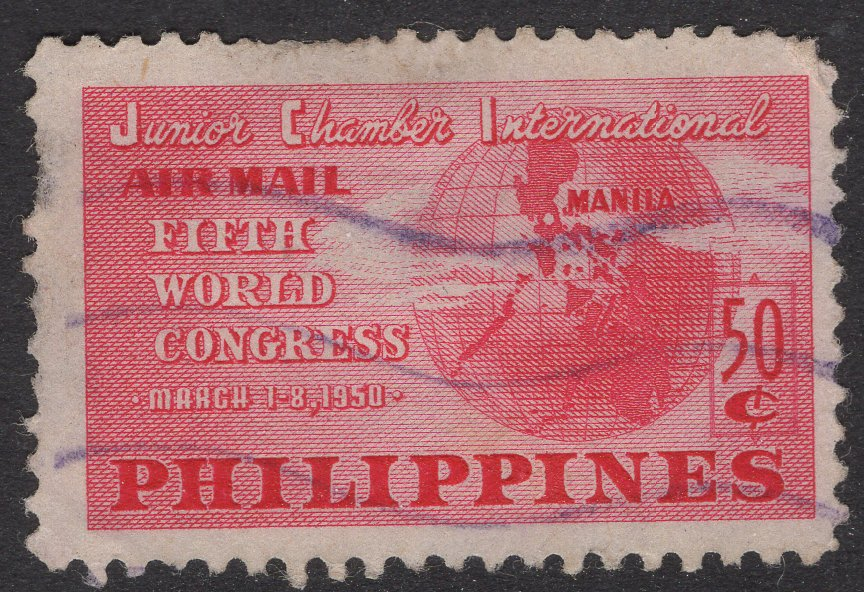 Junior Chamber International
AIR MAIL
MANILA
FIFTH
WORLD
CONGRESS
·MARCH 1-8, 1950·
50
¢
PHILIPPINES